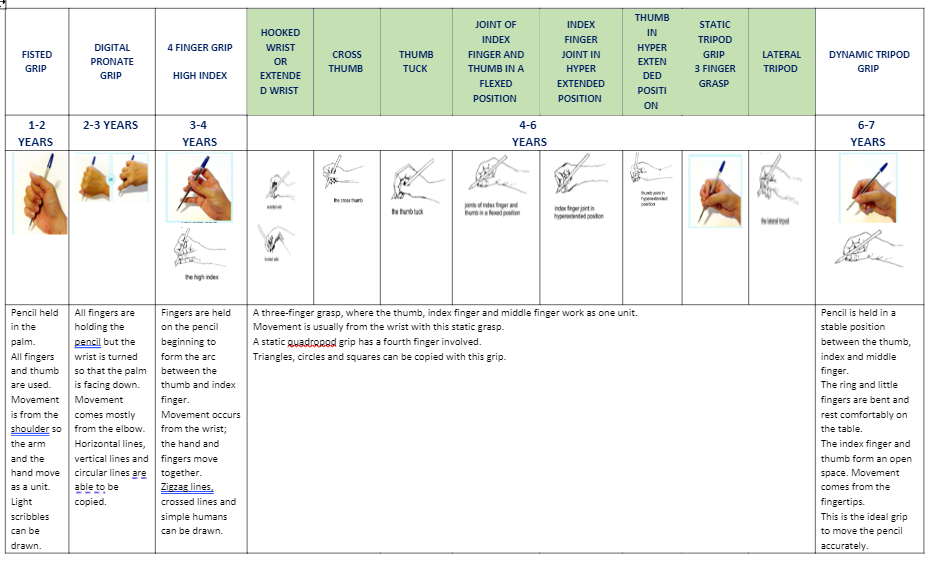 FISTED
GRIP
DIGITAL
PRONATE
GRIP
4 FINGER GRIP
HIGH INDEX
HOOKED
WRIST
OR
EXTENDE
D WRIST
CROSS
THUMB
THUMB
TUCK
JOINT OF
INDEX
FINGER AND
THUMB IN A
FLEXED
POSITION
INDEX
FINGER
JOINT IN
HYPER
EXTENDED
POSITION
THUMB
IN
HYPER
EXTEN
DED
POSITI
ON
STATIC
TRIPOD
GRIP
3 FINGER
GRASP
LATERAL
TRIPOD
DYNAMIC TRIPOD
GRIP
1-2
YEARS
2-3 YEARS
3-4
YEARS
4-6
YEARS
6-7
YEARS
the high index
the cross thumb
the thumb tuck
joints of index finger and
thumb in a flexed position
index finger joint in
hyperextended position
thumb joint in
hyperextended
position
the lateral tripod
Pencil held
in the
palm.
All fingers
and thumb
are used.
Movement
is from the
shoulder so
the arm
and the
hand move
as a unit.
Light
scribbles
can be
drawn.
All fingers are
holding the
pencil but the
wrist is turned
so that the palm
is facing down.
Movement
comes mostly
from the elbow.
Horizontal lines,
vertical lines and
circular lines are
able to be
copied.
Fingers are held
on the pencil
beginning to
form the arc
between the
thumb and index
finger.
Movement occurs
from the wrist;
the hand and
fingers move
together.
Zigzag lines,
crossed lines and
simple humans
can be drawn.
A three-finger grasp, where the thumb, index finger and middle finger work as one unit.
Movement is usually from the wrist with this static grasp.
A static quadropod grip has a fourth finger involved.
Triangles, circles and squares can be copied with this grip.
Pencil is held in a
stable position
between the thumb,
index and middle
finger.
The ring and little
fingers are bent and
rest comfortably on
the table.
The index finger and
thumb form an open
space. Movement
comes from the
fingertips.
This is the ideal grip
to move the pencil
accurately.